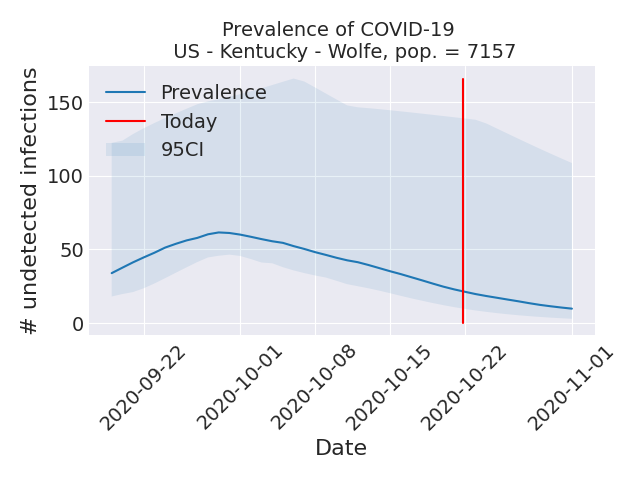 Prevalence of COVID-19
US - Kentucky - Wolfe, pop. = 7157
Prevalence
Today
95CI
# undetected infections
150
100
50
0
2020-09-22
2020-10-01
2020-10-08
2020-10-15
2020-10-22
2020-11-01
Date